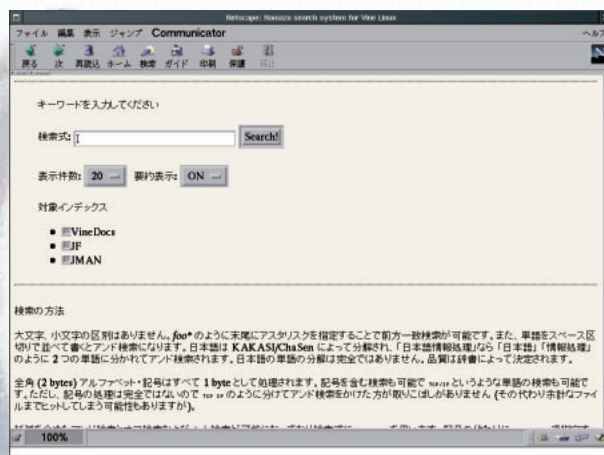 Netscape: Namazu search system for Vine Linux
ファイル 編集 表示 ジャンプ Communicator ヘルプ
戻る 次 再読込 ホーム 検索 ガイド 印刷 保護 停止
キーワードを入力してください
検索式: Search!
表示件数: 20 要約表示: ON
対象インデックス
VineDocs
JF
JMAN
検索の方法
大文字, 小文字の区別はありません。foo* のように末尾にアスタリスクを指定することで前方一致検索が可能です。また、単語をスペース区
切りで並べて書くとアンド検索になります。日本語は KAKASI/ChaSen によって分解され、「日本語情報処理」なら「日本語」「情報処理」
のように 2 つの単語に分かれてアンド検索されます。日本語の単語の分解は完全ではありません。品質は辞書によって決定されます。
全角 (2 bytes) アルファベット・記号はすべて 1 byte として処理されます。記号を含む検索も可能で TCP/IP というような単語の検索も可能で
す。ただし、記号の処理は完全ではないので TCP IP のように分けてアンド検索をかけた方が取りこぼしがありません (その代わり余計なファイ
ルまでヒットしてしまう可能性もありますが)。
100%